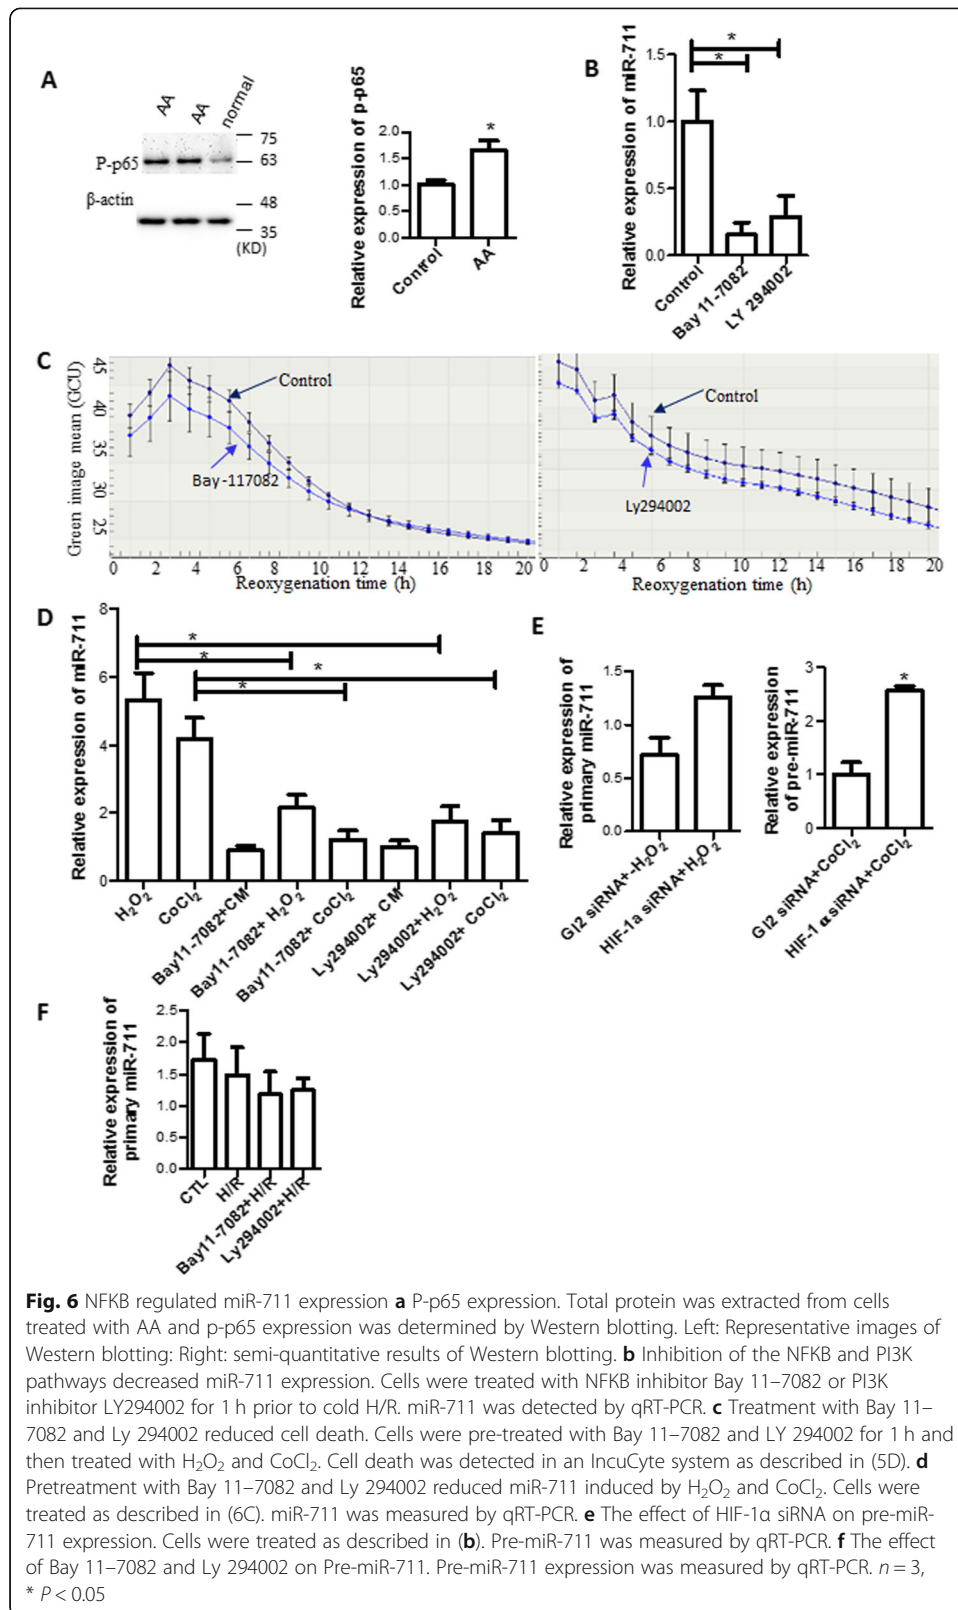 A
AA
AA
normal
P-p65
β-actin
75
63
48
35
(KD)
Relative expression of p-p65
2.0
1.5
1.0
0.5
0.0
*
Control
AA
B
Relative expression of miR-711
1.5
1.0
0.5
0.0
*
*
Control
Bay 11-7082
LY 294002
C
Green image mean (GCU)
45
40
35
30
25
Control
Bay -117082
0 2 4 6 8 10 12 14 16 18 20
Reoxygenation time (h)
Control
Ly294002
0 2 4 6 8 10 12 14 16 18 20
Reoxygenation time (h)
D
Relative expression of miR-711
8
6
4
2
0
*
*
*
*
H₂O₂
CoCl₂
Bay11-7082+CM
Bay11-7082+ H₂O₂
Bay11-7082+ CoCl₂
Ly294002+ CM
Ly294002+H₂O₂
Ly294002+ CoCl₂
E
Relative expression of
primary miR-711
1.5
1.0
0.5
0.0
Gl2 siRNA+-H₂O₂
HIF-1a siRNA+H₂O₂
Relative expression
of pre-miR-711
3
2
1
0
*
Gl2 siRNA+CoCl₂
HIF-1 α siRNA+CoCl₂
F
Relative expression of
primary miR-711
2.5
2.0
1.5
1.0
0.5
0.0
CTL
H/R
Bay11-7082+H/R
Ly294002+H/R
Fig. 6 NFKB regulated miR-711 expression a P-p65 expression. Total protein was extracted from cells
treated with AA and p-p65 expression was determined by Western blotting. Left: Representative images of
Western blotting: Right: semi-quantitative results of Western blotting. b Inhibition of the NFKB and PI3K
pathways decreased miR-711 expression. Cells were treated with NFKB inhibitor Bay 11–7082 or PI3K
inhibitor LY294002 for 1 h prior to cold H/R. miR-711 was detected by qRT-PCR. c Treatment with Bay 11–
7082 and Ly 294002 reduced cell death. Cells were pre-treated with Bay 11–7082 and LY 294002 for 1 h and
then treated with H₂O₂ and CoCl₂. Cell death was detected in an IncuCyte system as described in (5D). d
Pretreatment with Bay 11–7082 and Ly 294002 reduced miR-711 induced by H₂O₂ and CoCl₂. Cells were
treated as described in (6C). miR-711 was measured by qRT-PCR. e The effect of HIF-1α siRNA on pre-miR-
711 expression. Cells were treated as described in (b). Pre-miR-711 was measured by qRT-PCR. f The effect
of Bay 11–7082 and Ly 294002 on Pre-miR-711. Pre-miR-711 expression was measured by qRT-PCR. n = 3,
* P < 0.05